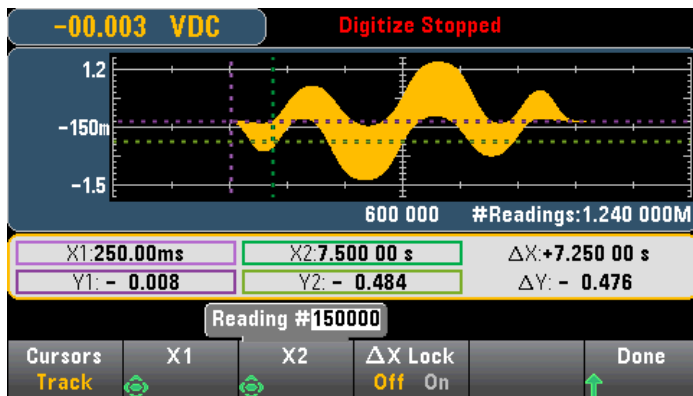 -00.003 VDC
Digitize Stopped
1.2
-150m
-1.5
600 000 #Readings:1.240 000M
X1:250.00ms X2:7.500 00 s ΔX:+7.250 00 s
Y1: - 0.008 Y2: - 0.484 ΔY: - 0.476
Reading #150000
Cursors X1 X2 ΔX Lock Done
Track Off On